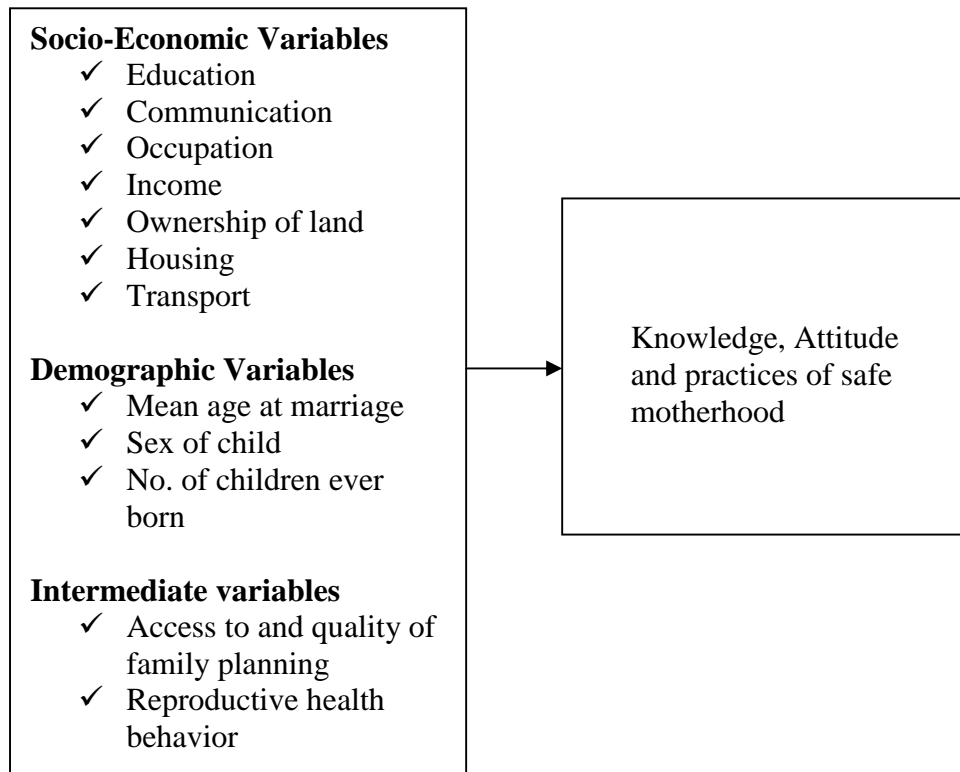 Socio-Economic Variables
✓ Education
✓ Communication
✓ Occupation
✓ Income
✓ Ownership of land
✓ Housing
✓ Transport
Demographic Variables
✓ Mean age at marriage
✓ Sex of child
✓ No. of children ever
born
Intermediate variables
✓ Access to and quality of
family planning
✓ Reproductive health
behavior
Knowledge, Attitude
and practices of safe
motherhood